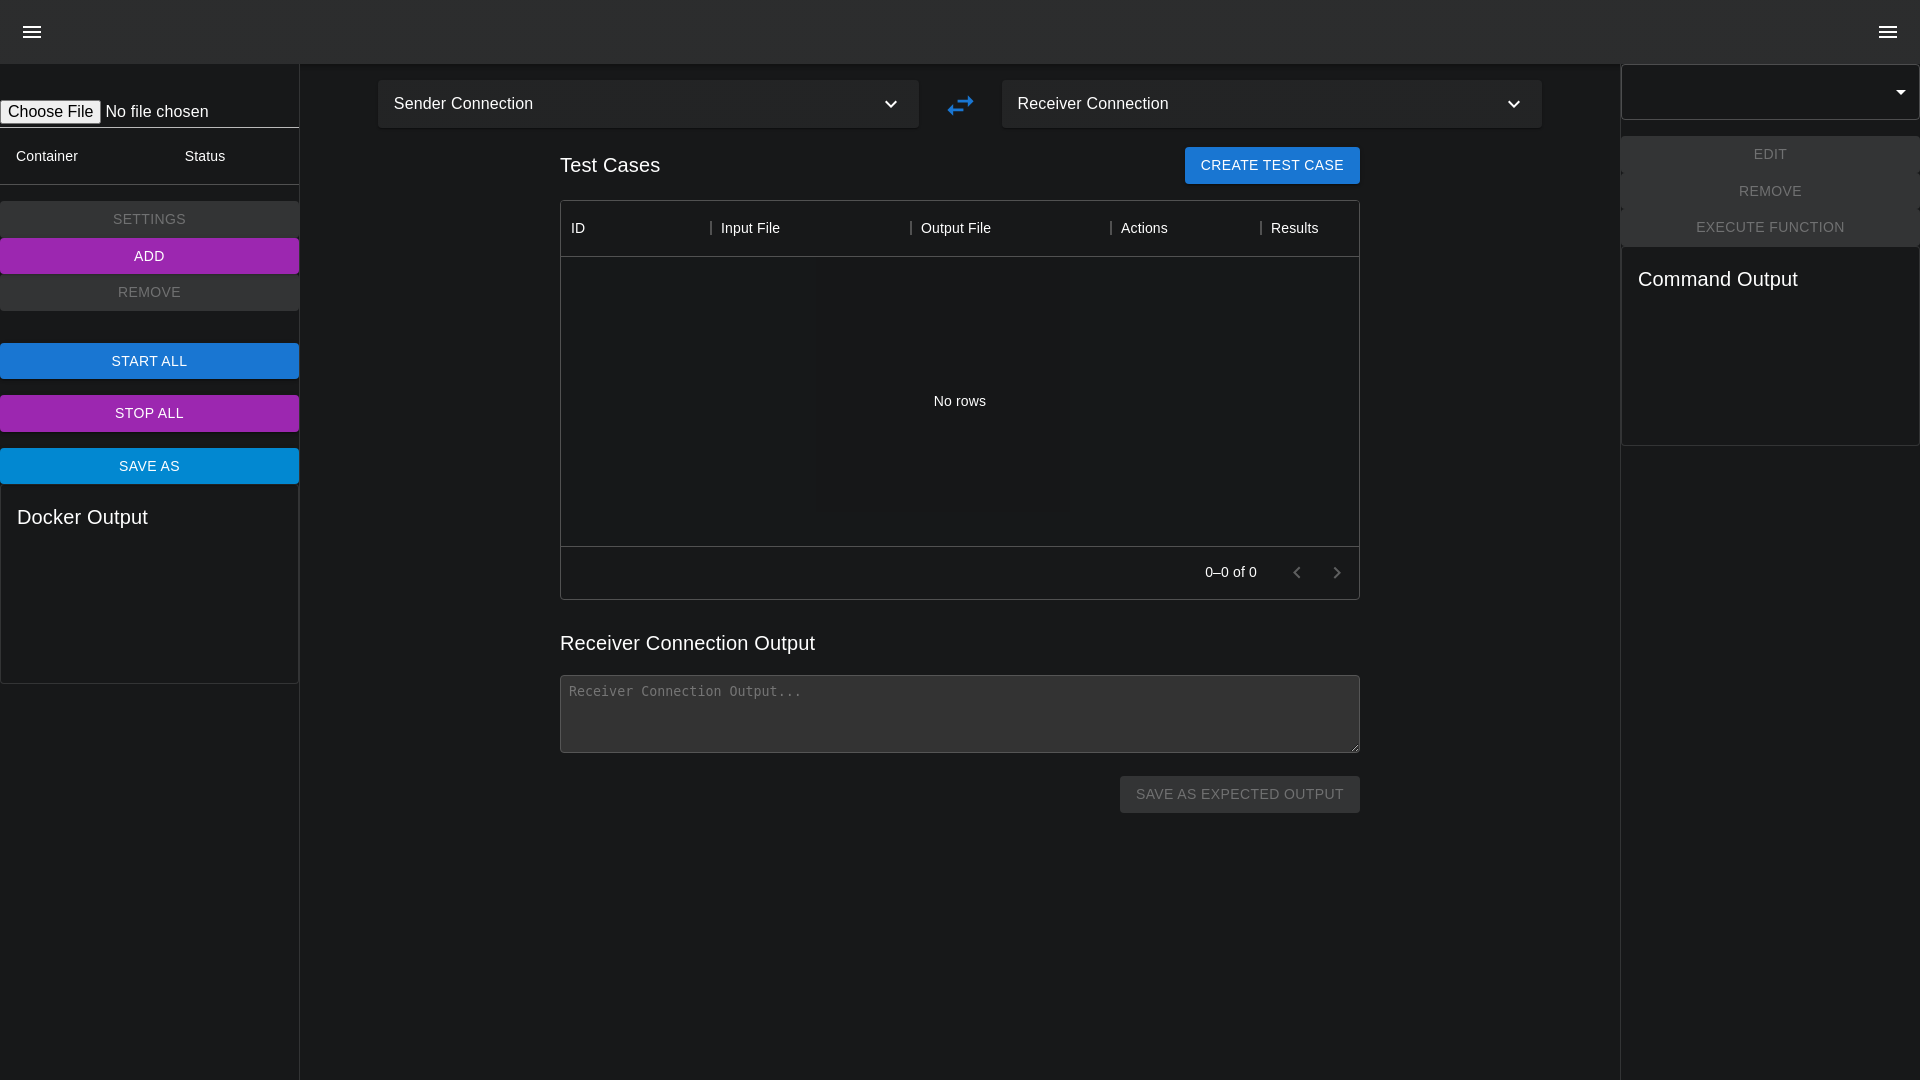 Choose File No file chosen
Container Status
SETTINGS
ADD
REMOVE
START ALL
STOP ALL
SAVE AS
Docker Output
Sender Connection
Receiver Connection
Test Cases
CREATE TEST CASE
ID Input File Output File Actions Results
No rows
0–0 of 0
Receiver Connection Output
Receiver Connection Output...
SAVE AS EXPECTED OUTPUT
EDIT
REMOVE
EXECUTE FUNCTION
Command Output